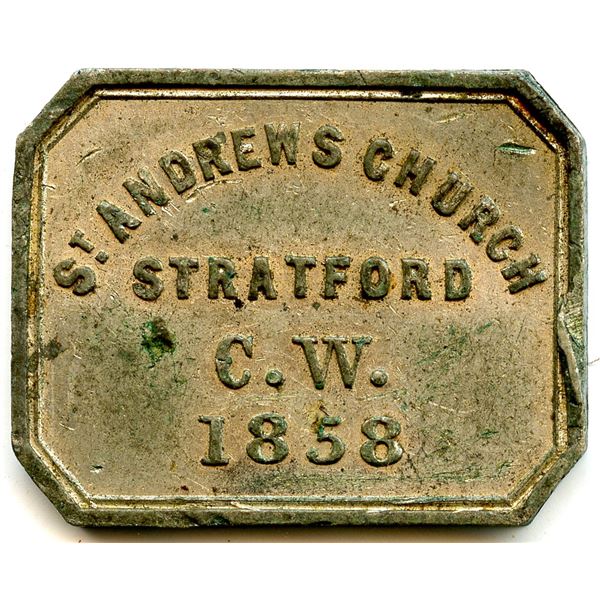 ST ANDREWS CHURCH
STRATFORD
C.W.
1858